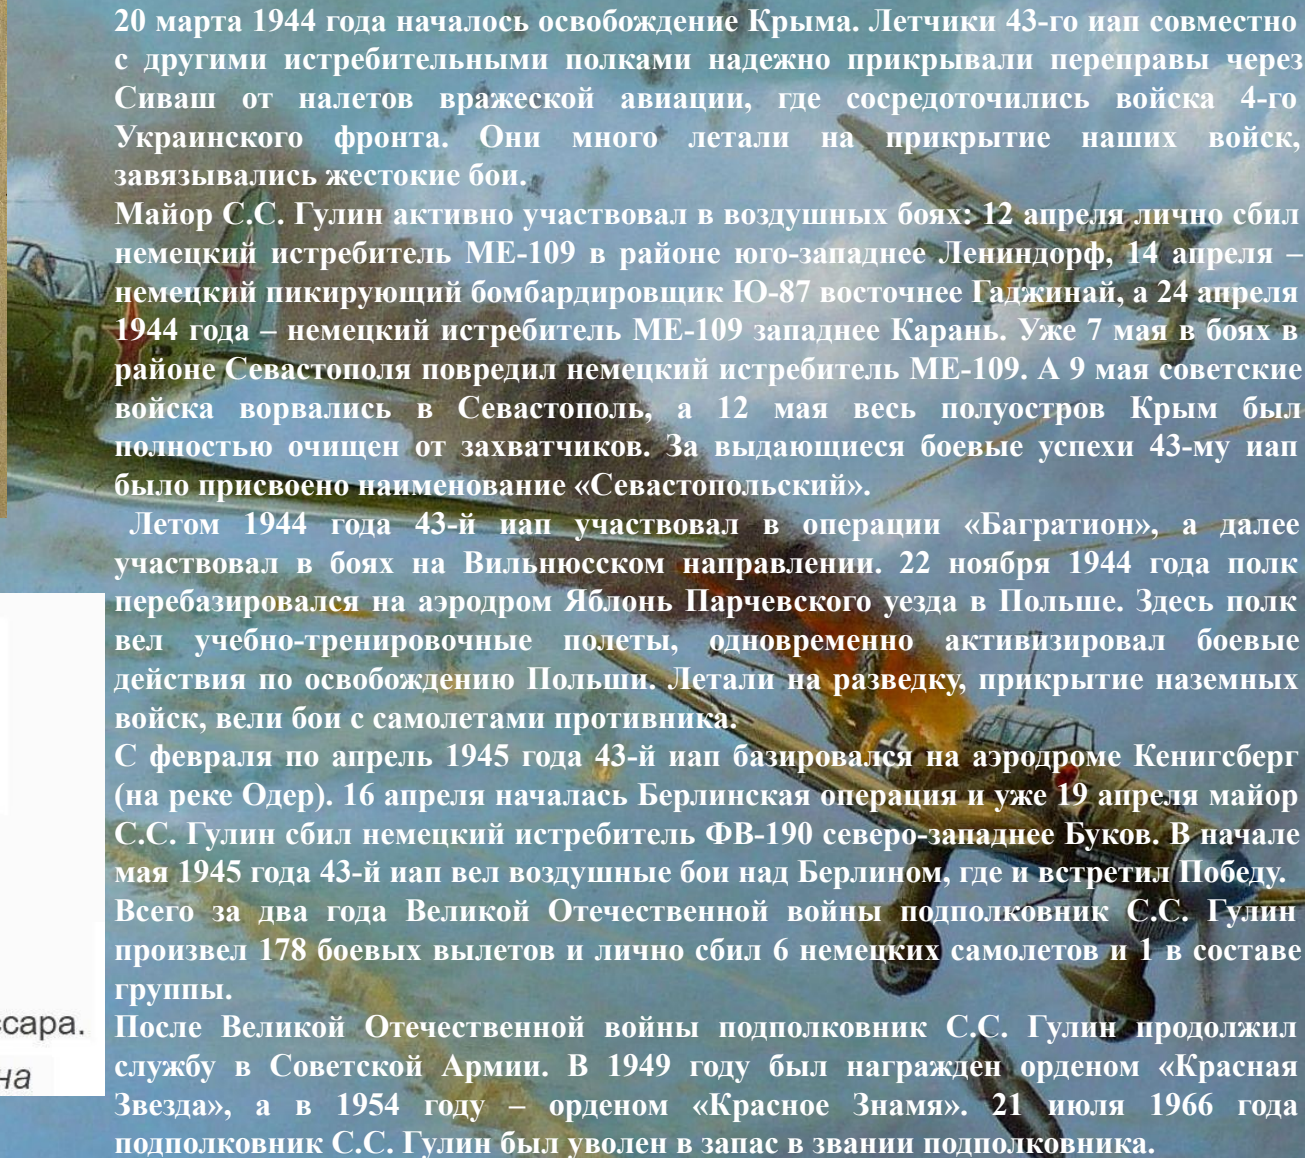 20 марта 1944 года началось освобождение Крыма. Летчики 43-го иап совместно
с другими истребительными полками надежно прикрывали переправы через
Сиваш от налетов вражеской авиации, где сосредоточились войска 4-го
Украинского фронта. Они много летали на прикрытие наших войск,
завязывались жестокие бои.
Майор С.С. Гулин активно участвовал в воздушных боях: 12 апреля лично сбил
немецкий истребитель МЕ-109 в районе юго-западнее Лениндорф, 14 апреля –
немецкий пикирующий бомбардировщик Ю-87 восточнее Гаджинай, а 24 апреля
1944 года – немецкий истребитель МЕ-109 западнее Карань. Уже 7 мая в боях в
районе Севастополя повредил немецкий истребитель МЕ-109. А 9 мая советские
войска ворвались в Севастополь, а 12 мая весь полуостров Крым был
полностью очищен от захватчиков. За выдающиеся боевые успехи 43-му иап
было присвоено наименование «Севастопольский».
Летом 1944 года 43-й иап участвовал в операции «Багратион», а далее
участвовал в боях на Вильнюсском направлении. 22 ноября 1944 года полк
перебазировался на аэродром Яблонь Парчевского уезда в Польше. Здесь полк
вел учебно-тренировочные полеты, одновременно активизировал боевые
действия по освобождению Польши. Летали на разведку, прикрытие наземных
войск, вели бои с самолетами противника.
С февраля по апрель 1945 года 43-й иап базировался на аэродроме Кенигсберг
(на реке Одер). 16 апреля началась Берлинская операция и уже 19 апреля майор
С.С. Гулин сбил немецкий истребитель ФВ-190 северо-западнее Буков. В начале
мая 1945 года 43-й иап вел воздушные бои над Берлином, где и встретил Победу.
Всего за два года Великой Отечественной войны подполковник С.С. Гулин
произвел 178 боевых вылетов и лично сбил 6 немецких самолетов и 1 в составе
группы.
После Великой Отечественной войны подполковник С.С. Гулин продолжил
службу в Советской Армии. В 1949 году был награжден орденом «Красная
Звезда», а в 1954 году – орденом «Красное Знамя». 21 июля 1966 года
подполковник С.С. Гулин был уволен в запас в звании подполковника.
ссара.
на
6